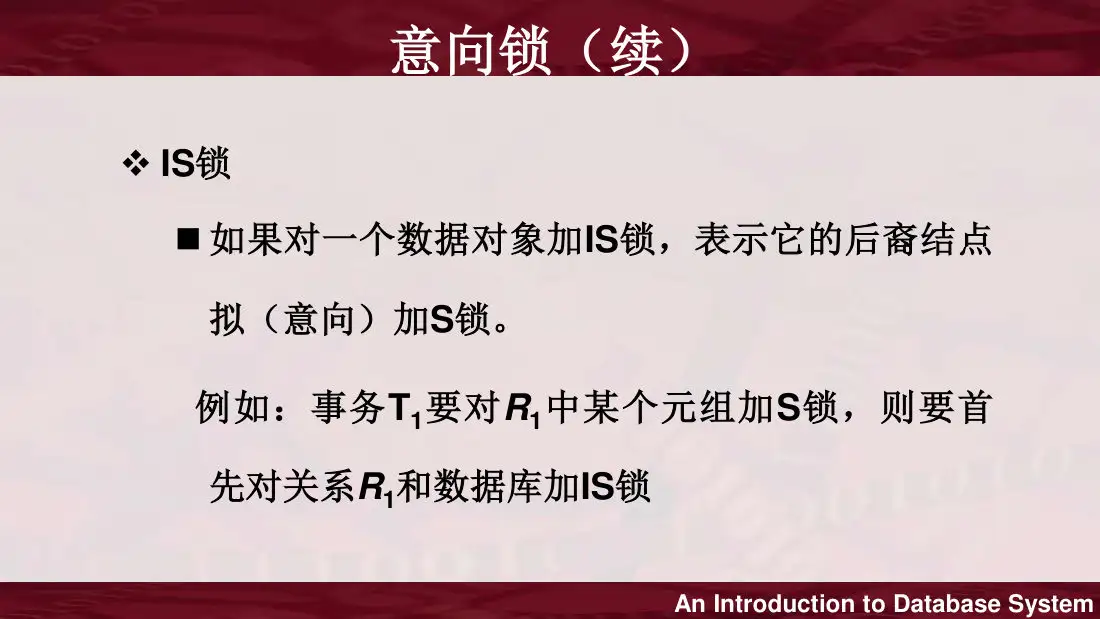 意向锁（续）
❖ IS锁
■ 如果对一个数据对象加IS锁，表示它的后裔结点
拟（意向）加S锁。
例如：事务T₁要对R₁中某个元组加S锁，则要首
先对关系R₁和数据库加IS锁
An Introduction to Database System